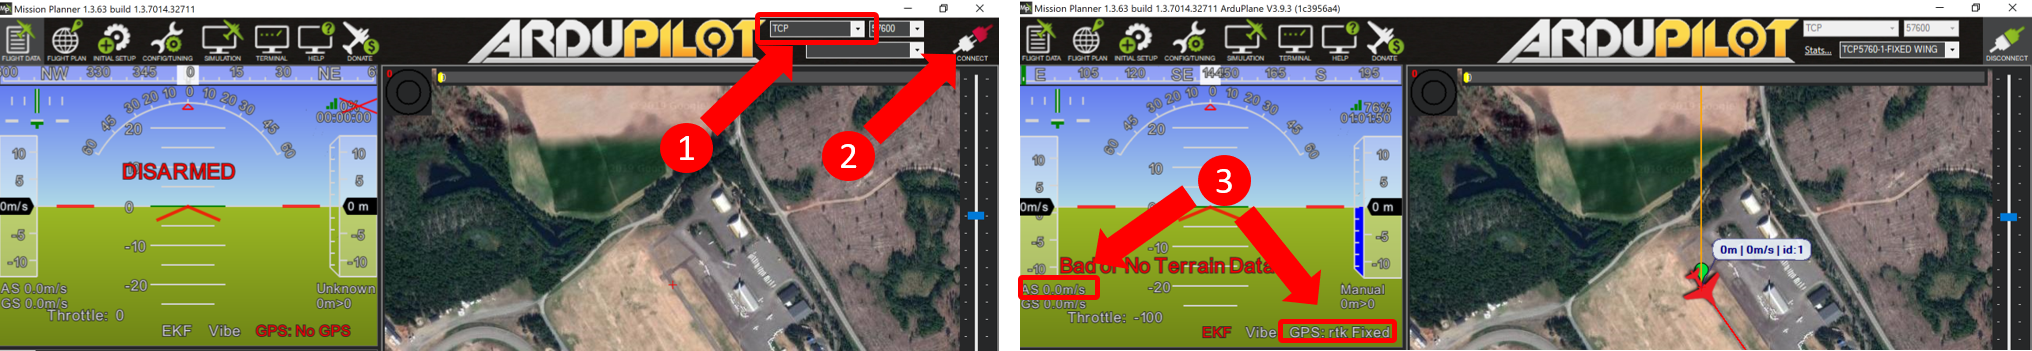 Mission Planner 1.3.63 build 1.3.7014.32711
FLIGHT DATA FLIGHT PLAN INITIAL SETUP CONFIG/TUNING SIMULATION TERMINAL HELP DONATE
ARDUPILOT
TCP 57600
CONNECT
NW 330 345 0 15 30 NE
0%
00:00:00
60 45 30 20 10 0 10 20 30 45 60
20
DISARMED
10 5 0m/s -5 -10
0 -10 -20
10 5 0 m -5 -10
AS 0.0m/s
GS 0.0m/s
Unknown
0m>0
Throttle: 0
EKF Vibe GPS: No GPS
0
1
2
Mission Planner 1.3.63 build 1.3.7014.32711 ArduPlane V3.9.3 (1c3956a4)
FLIGHT DATA FLIGHT PLAN INITIAL SETUP CONFIG/TUNING SIMULATION TERMINAL HELP DONATE
ARDUPILOT
TCP 57600
Stats... TCP5760-1-FIXED WING
DISCONNECT
E 105 120 SE 150 165 S 195
76%
01:01:50
60 45 30 20 10 0 10 20 30 45 60
20
10
10 5 0m/s -5 -10
0 -10 -20
10 5 0 m -5 -10
3
Bad or No Terrain Data
AS 0.0m/s
GS 0.0m/s
Manual
0m>0
Throttle: -100
EKF Vibe GPS: rtk Fixed
0
0m | 0m/s | id:1